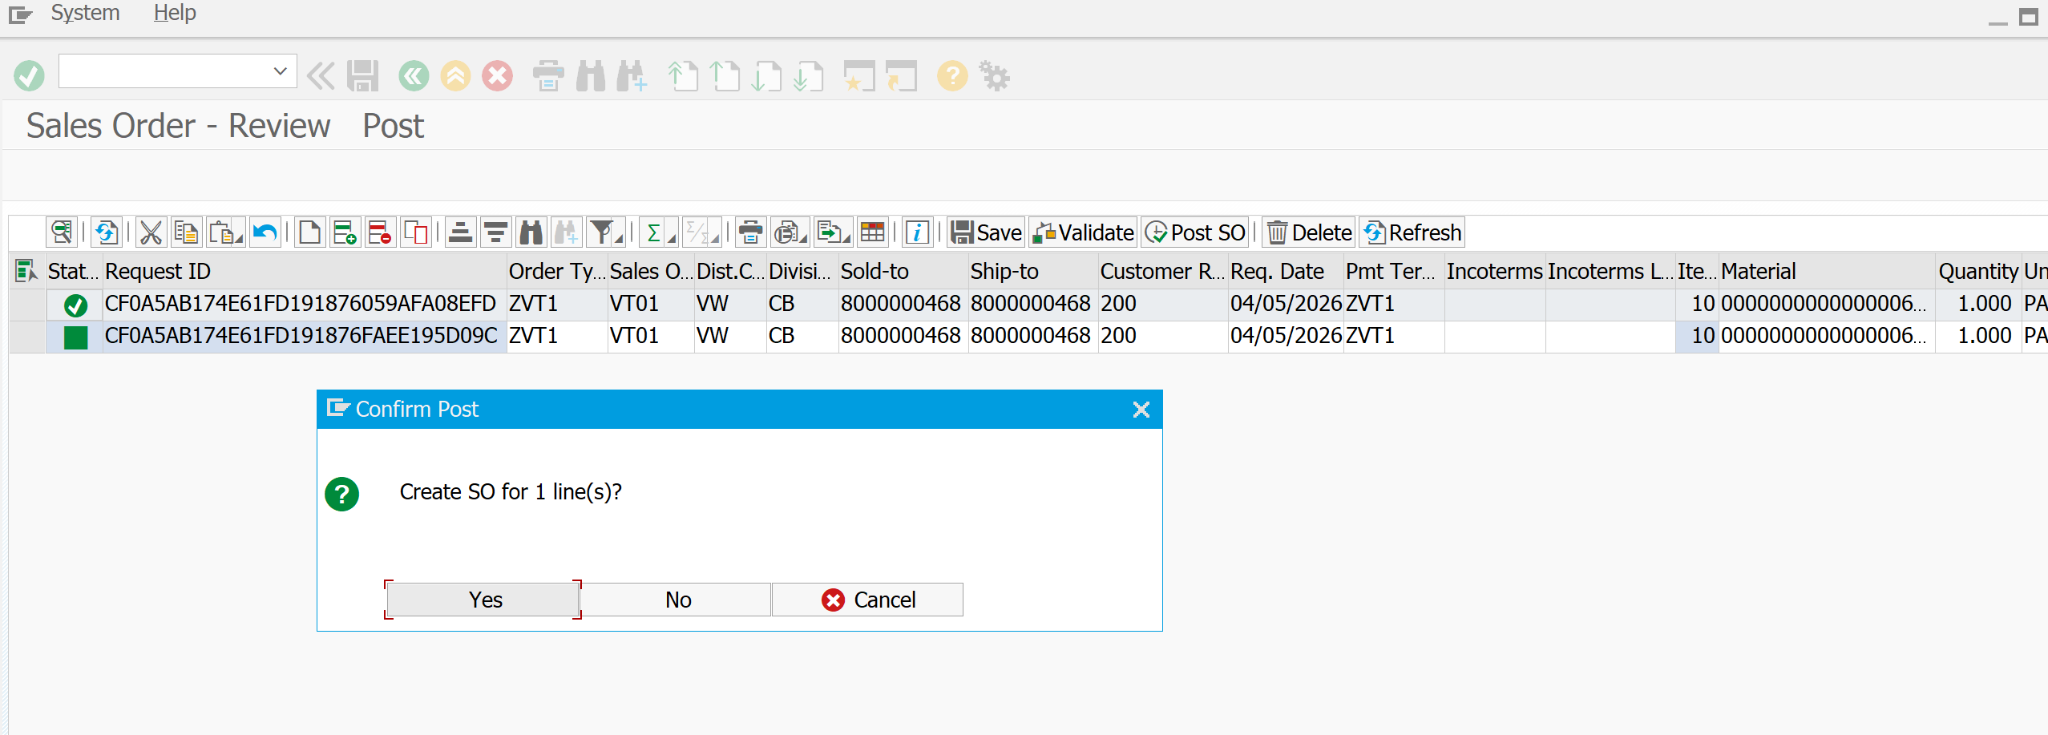 System Help
Sales Order - Review Post
Save Validate Post SO Delete Refresh
Stat... Request ID Order Ty... Sales O... Dist.C... Divisi... Sold-to Ship-to Customer R... Req. Date Pmt Ter... Incoterms Incoterms L... Ite... Material Quantity Un
CF0A5AB174E61FD191876059AFA08EFD ZVT1 VT01 VW CB 8000000468 8000000468 200 04/05/2026 ZVT1 10 0000000000000006... 1.000 PA
CF0A5AB174E61FD191876FAEE195D09C ZVT1 VT01 VW CB 8000000468 8000000468 200 04/05/2026 ZVT1 10 0000000000000006... 1.000 PA
Confirm Post
Create SO for 1 line(s)?
Yes No Cancel